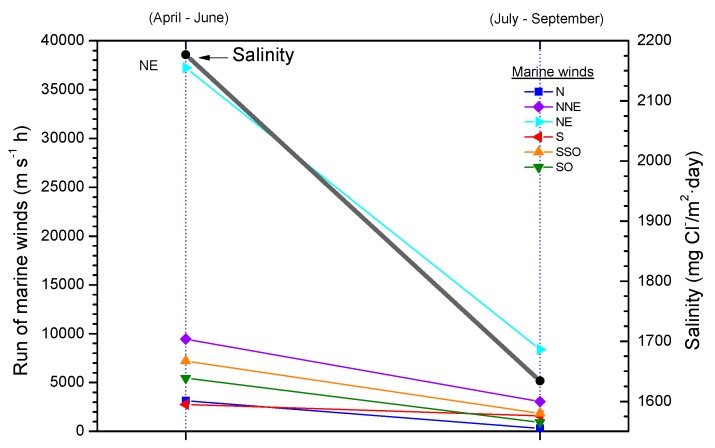 (April - June)
(July - September)
40000
35000
30000
25000
20000
15000
10000
5000
0
Run of marine winds (m s⁻¹ h)
NE
Salinity
Marine winds
N
NNE
NE
S
SSO
SO
2200
2100
2000
1900
1800
1700
1600
Salinity (mg Cl⁻/m²·day)